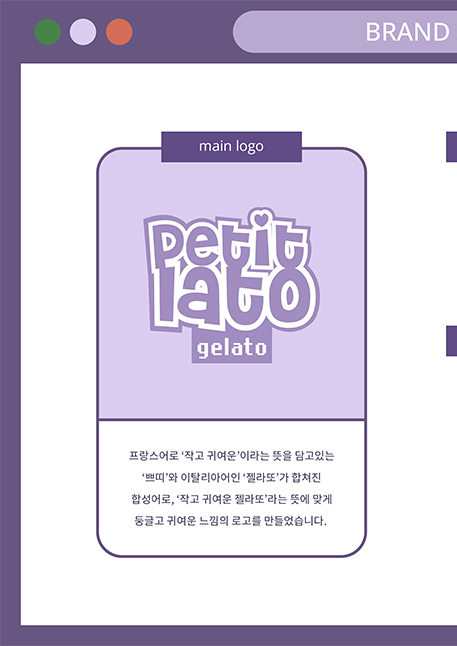 BRAND
main logo
petit
lato
gelato
프랑스어로 ‘작고 귀여운’이라는 뜻을 담고있는
‘쁘띠’와 이탈리아어인 ‘젤라또’가 합쳐진
합성어로, ‘작고 귀여운 젤라또’라는 뜻에 맞게
둥글고 귀여운 느낌의 로고를 만들었습니다.